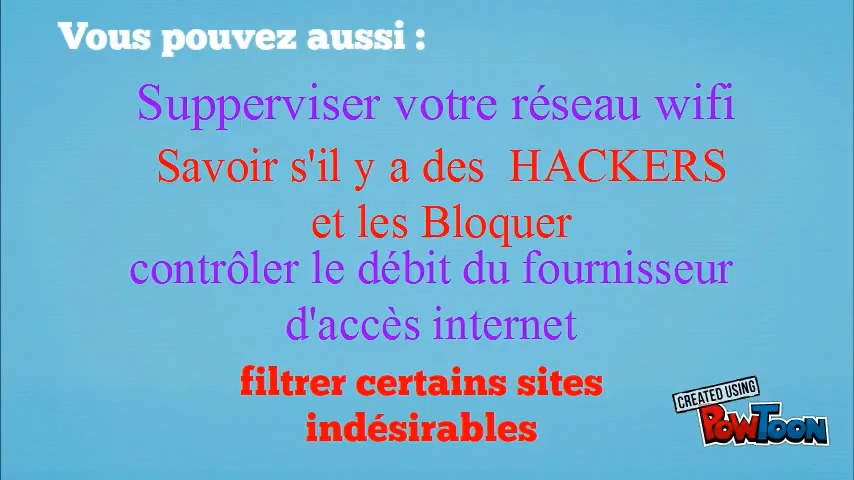 Vous pouvez aussi :
Supperviser votre réseau wifi
Savoir s'il y a des HACKERS
et les Bloquer
contrôler le débit du fournisseur
d'accès internet
filtrer certains sites
indésirables
CREATED USING
POWTOON